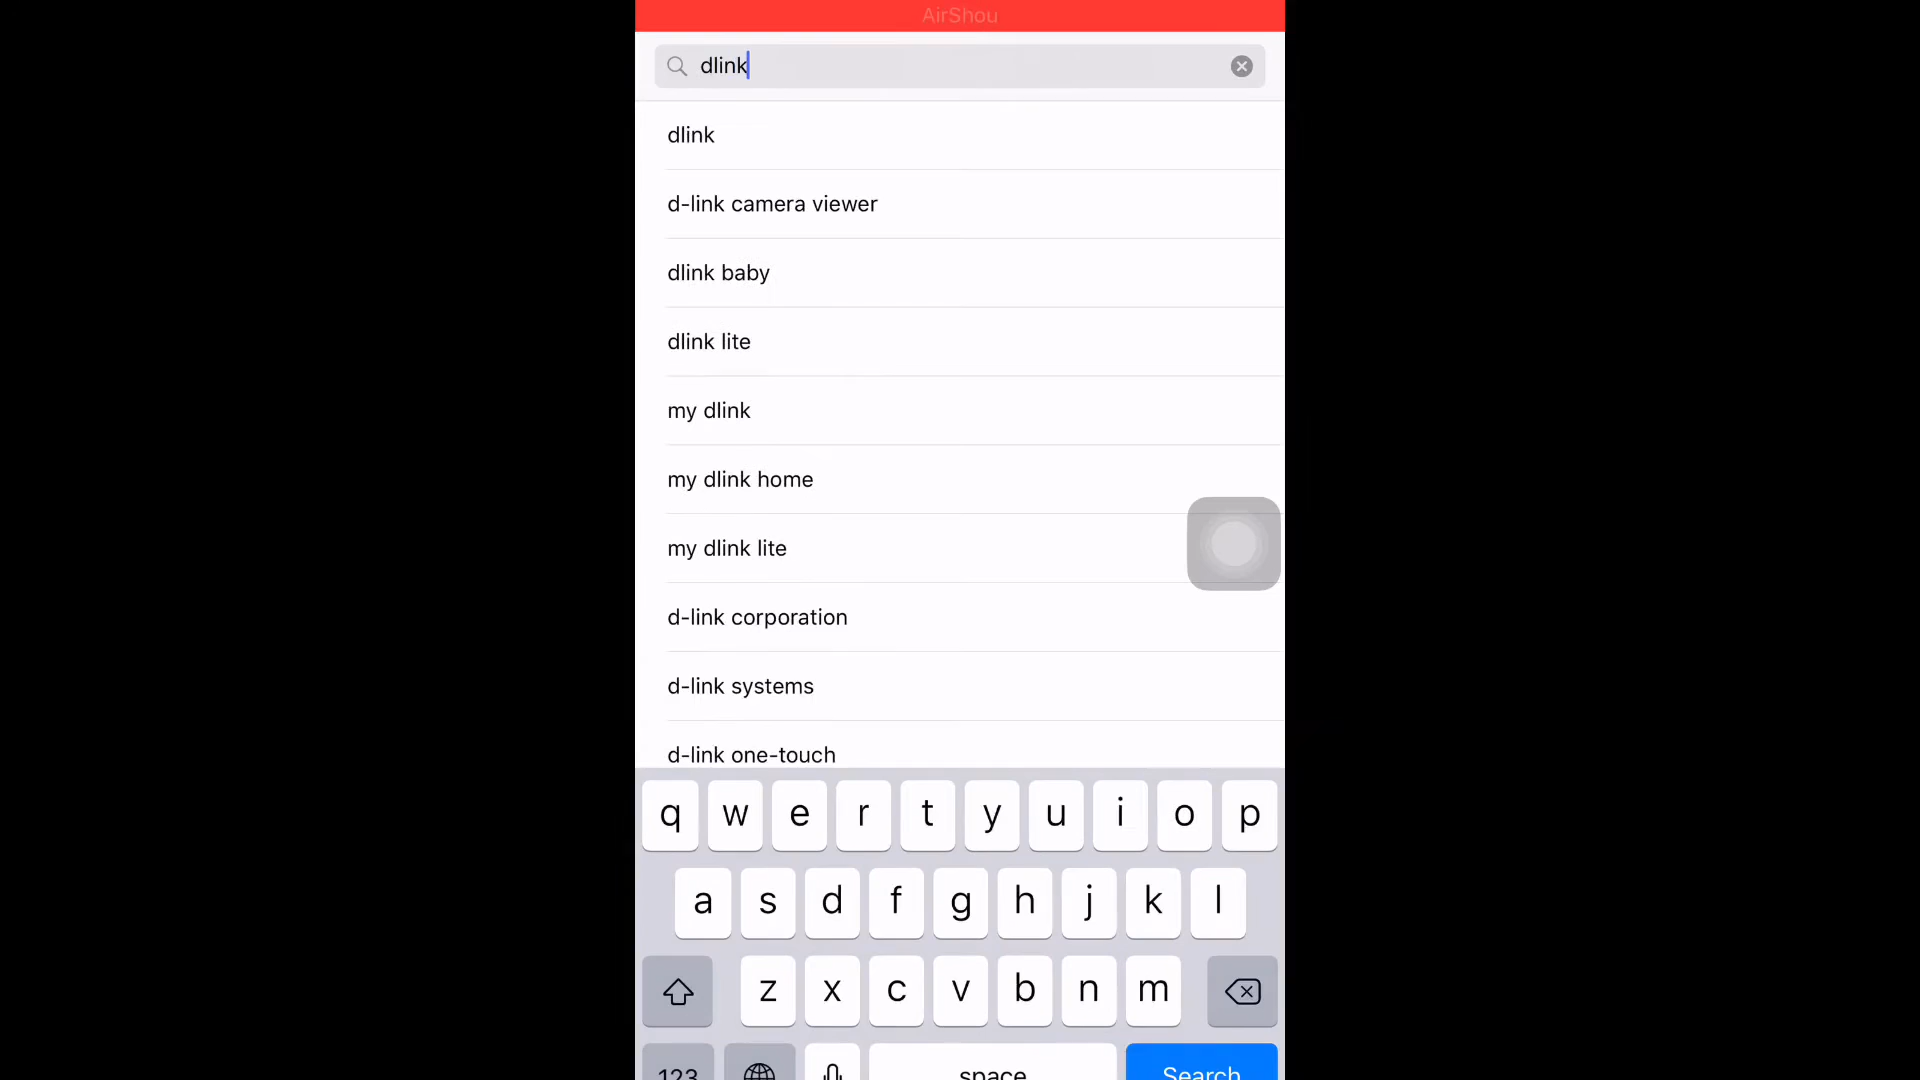 AirShou
dlink
dlink
d-link camera viewer
dlink baby
dlink lite
my dlink
my dlink home
my dlink lite
d-link corporation
d-link systems
d-link one-touch
q w e r t y u i o p
a s d f g h j k l
z x c v b n m
123 space Search